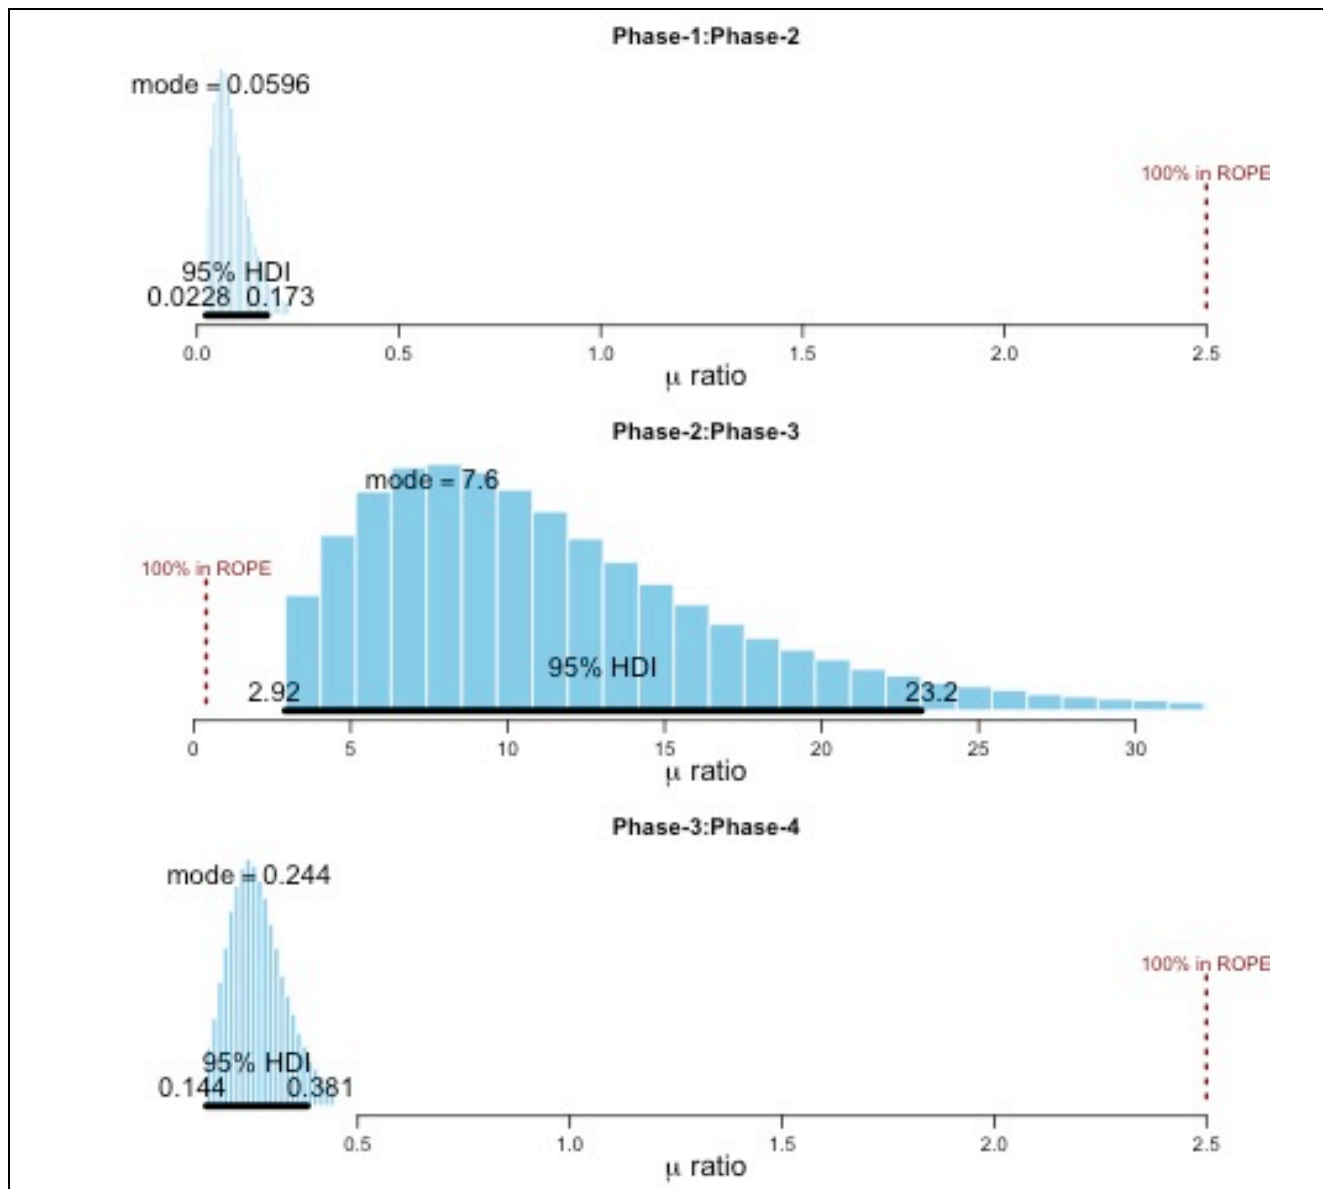 Phase-1:Phase-2
mode = 0.0596
100% in ROPE
95% HDI
0.0228 0.173
0.0 0.5 1.0 1.5 2.0 2.5
μ ratio
Phase-2:Phase-3
mode = 7.6
100% in ROPE
95% HDI
2.92 23.2
0 5 10 15 20 25 30
μ ratio
Phase-3:Phase-4
mode = 0.244
100% in ROPE
95% HDI
0.144 0.381
0.5 1.0 1.5 2.0 2.5
μ ratio